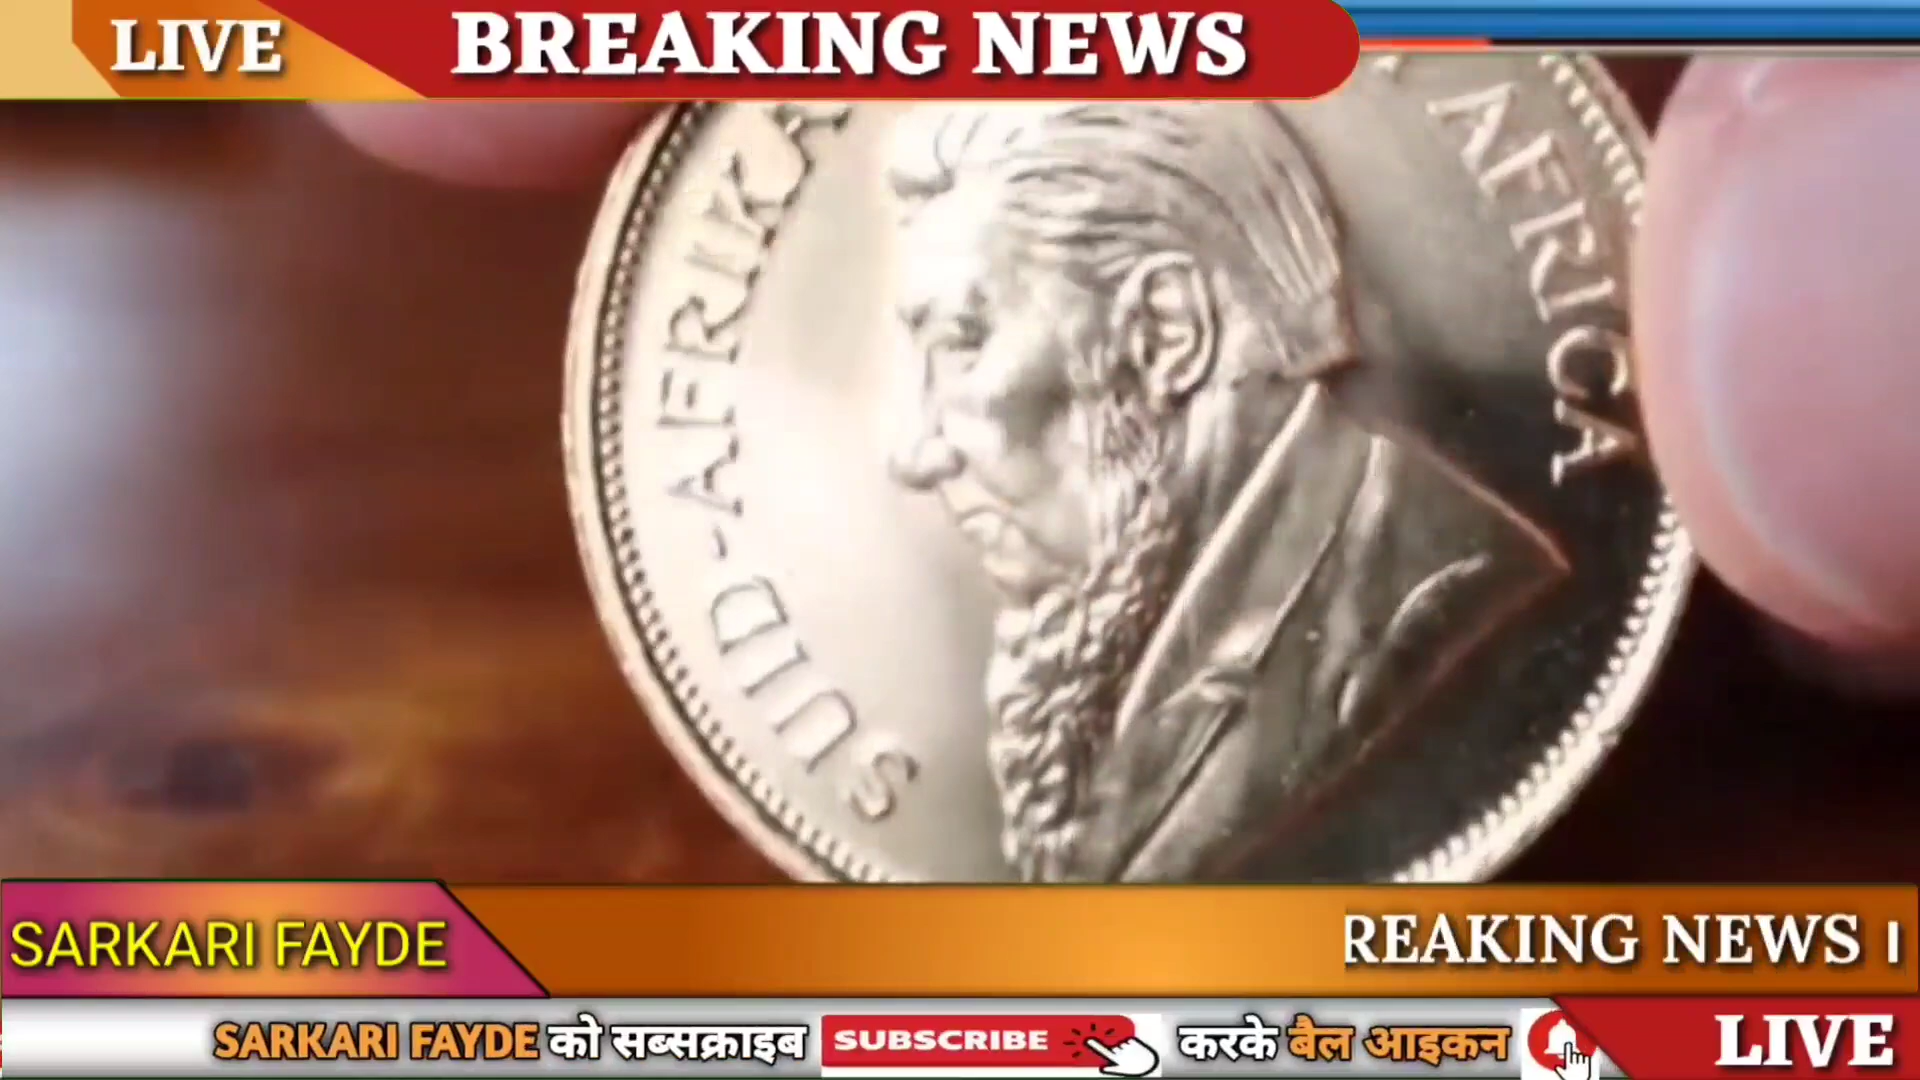 LIVE
BREAKING NEWS
SUID-AFRIKA
AFRICA
SARKARI FAYDE
REAKING NEWS ।
SARKARI FAYDE को सब्सक्राइब SUBSCRIBE करके बैल आइकन
LIVE